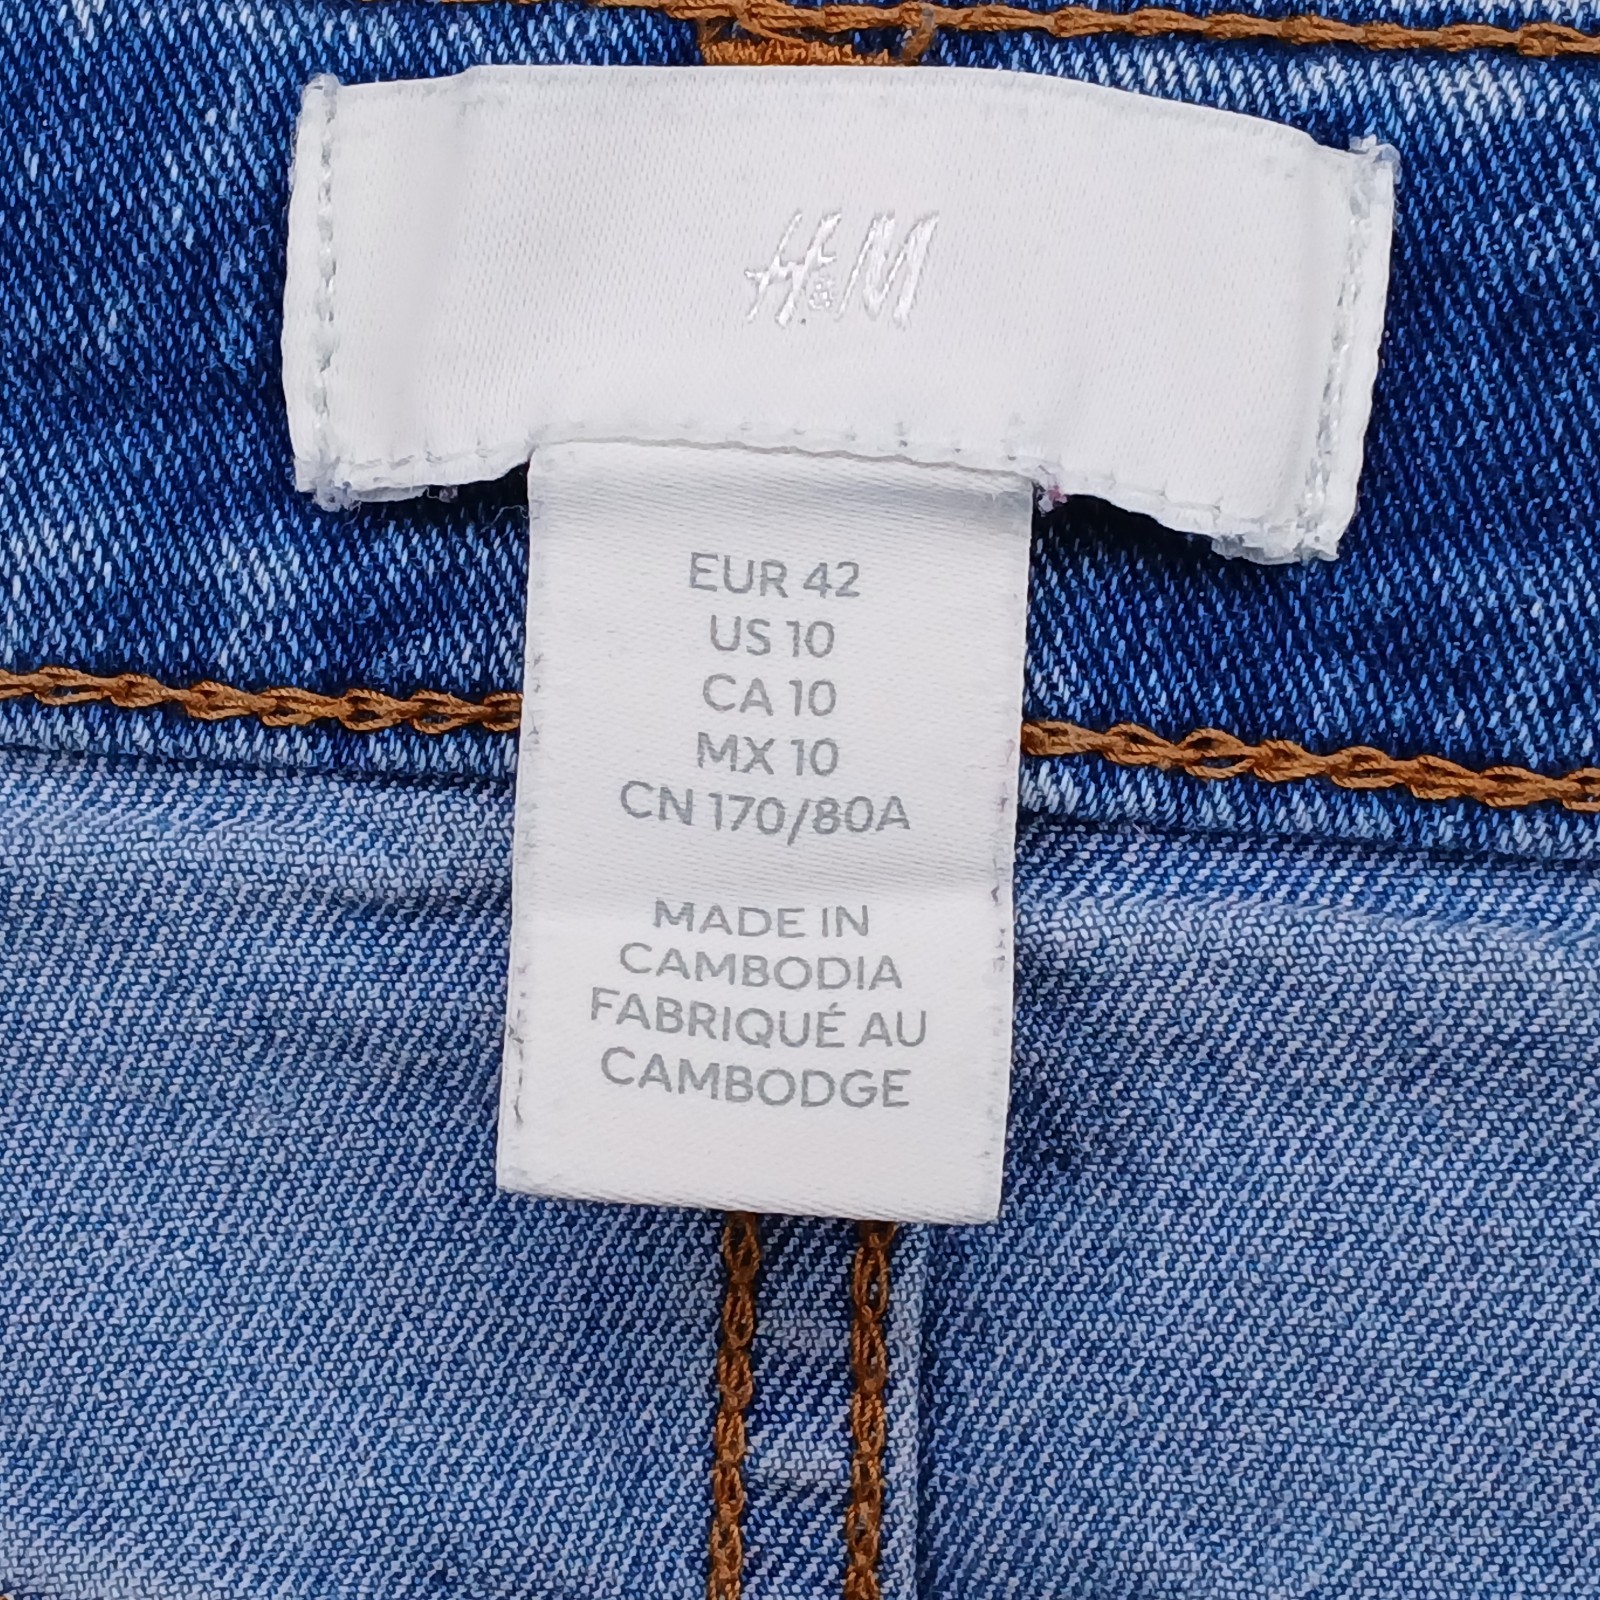 H&M
EUR 42
US 10
CA 10
MX 10
CN 170/80A
MADE IN
CAMBODIA
FABRIQUÉ AU
CAMBODGE